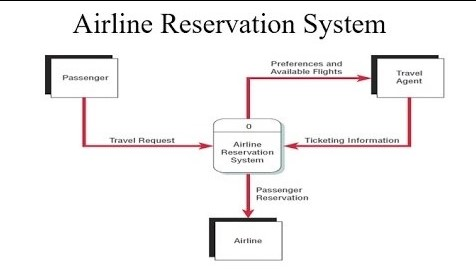 Airline Reservation System
Preferences and
Available Flights
Passenger
Travel
Agent
0
Travel Request
Airline
Reservation
System
Ticketing Information
Passenger
Reservation
Airline